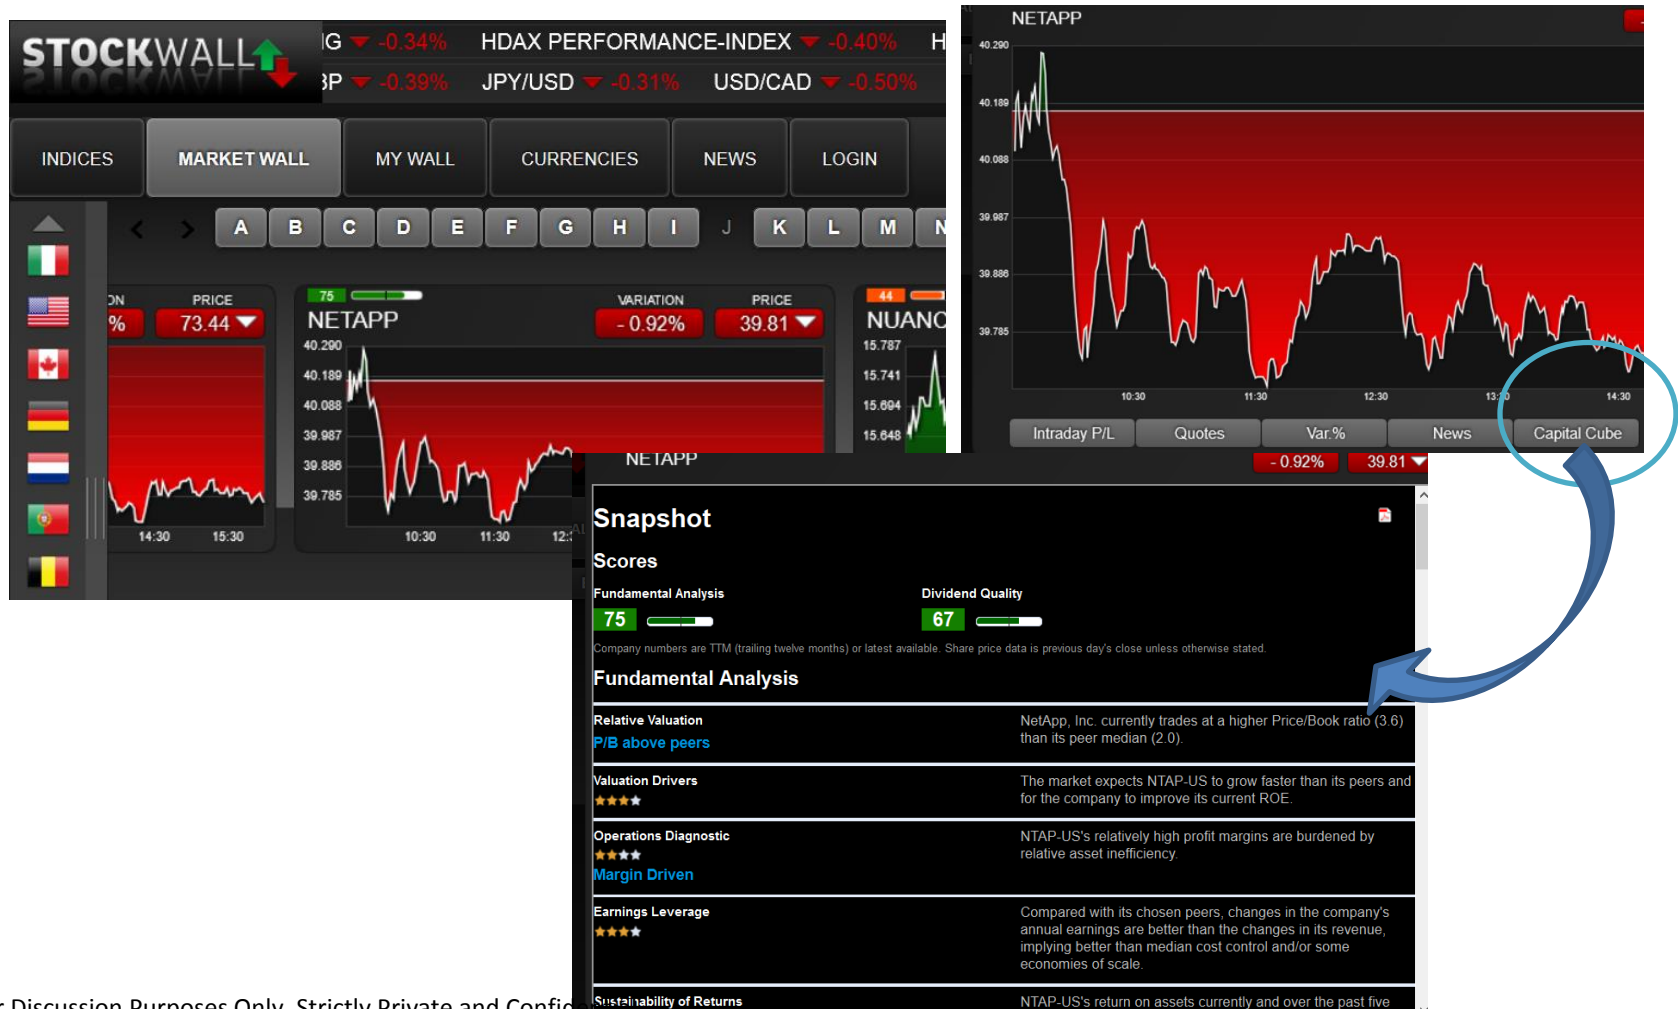 STOCKWALL
-0.34% HDAX PERFORMANCE-INDEX -0.40%
-0.39% JPY/USD -0.31% USD/CAD -0.50%
INDICES MARKET WALL MY WALL CURRENCIES NEWS LOGIN
A B C D E F G H I J K L M N
PRICE
% 73.44
14:30 15:30
75
NETAPP
VARIATION PRICE
- 0.92% 39.81
40.290
40.189
40.088
39.987
39.886
39.785
10:30 11:30
44
15.787
15.741
15.694
15.648
NETAPP
40.290
40.189
40.088
39.987
39.886
39.785
10:30 11:30 12:30 14:30
Intraday P/L Quotes Var.% News Capital Cube
NETAPP - 0.92% 39.81
Snapshot
Scores
Fundamental Analysis Dividend Quality
75 67
Company numbers are TTM (trailing twelve months) or latest available. Share price data is previous day's close unless otherwise stated.
Fundamental Analysis
Relative Valuation
P/B above peers
NetApp, Inc. currently trades at a higher Price/Book ratio (3.6)
than its peer median (2.0).
Valuation Drivers
The market expects NTAP-US to grow faster than its peers and
for the company to improve its current ROE.
Operations Diagnostic
Margin Driven
NTAP-US's relatively high profit margins are burdened by
relative asset inefficiency.
Earnings Leverage
Compared with its chosen peers, changes in the company's
annual earnings are better than the changes in its revenue,
implying better than median cost control and/or some
economies of scale.
Sustainability of Returns
NTAP-US's return on assets currently and over the past five
Discussion Purposes Only. Strictly Private and